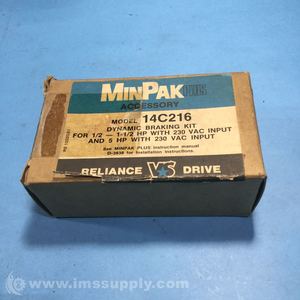 MINPAK PLUS
ACCESSORY
MODEL 14C216
DYNAMIC BRAKING KIT
FOR 1/2 – 1-1/2 HP WITH 230 VAC INPUT
AND 5 HP WITH 230 VAC INPUT
See MINPAK PLUS instruction manual
D-3838 for installation instructions.
RELIANCE VS DRIVE
© www.imssupply.com